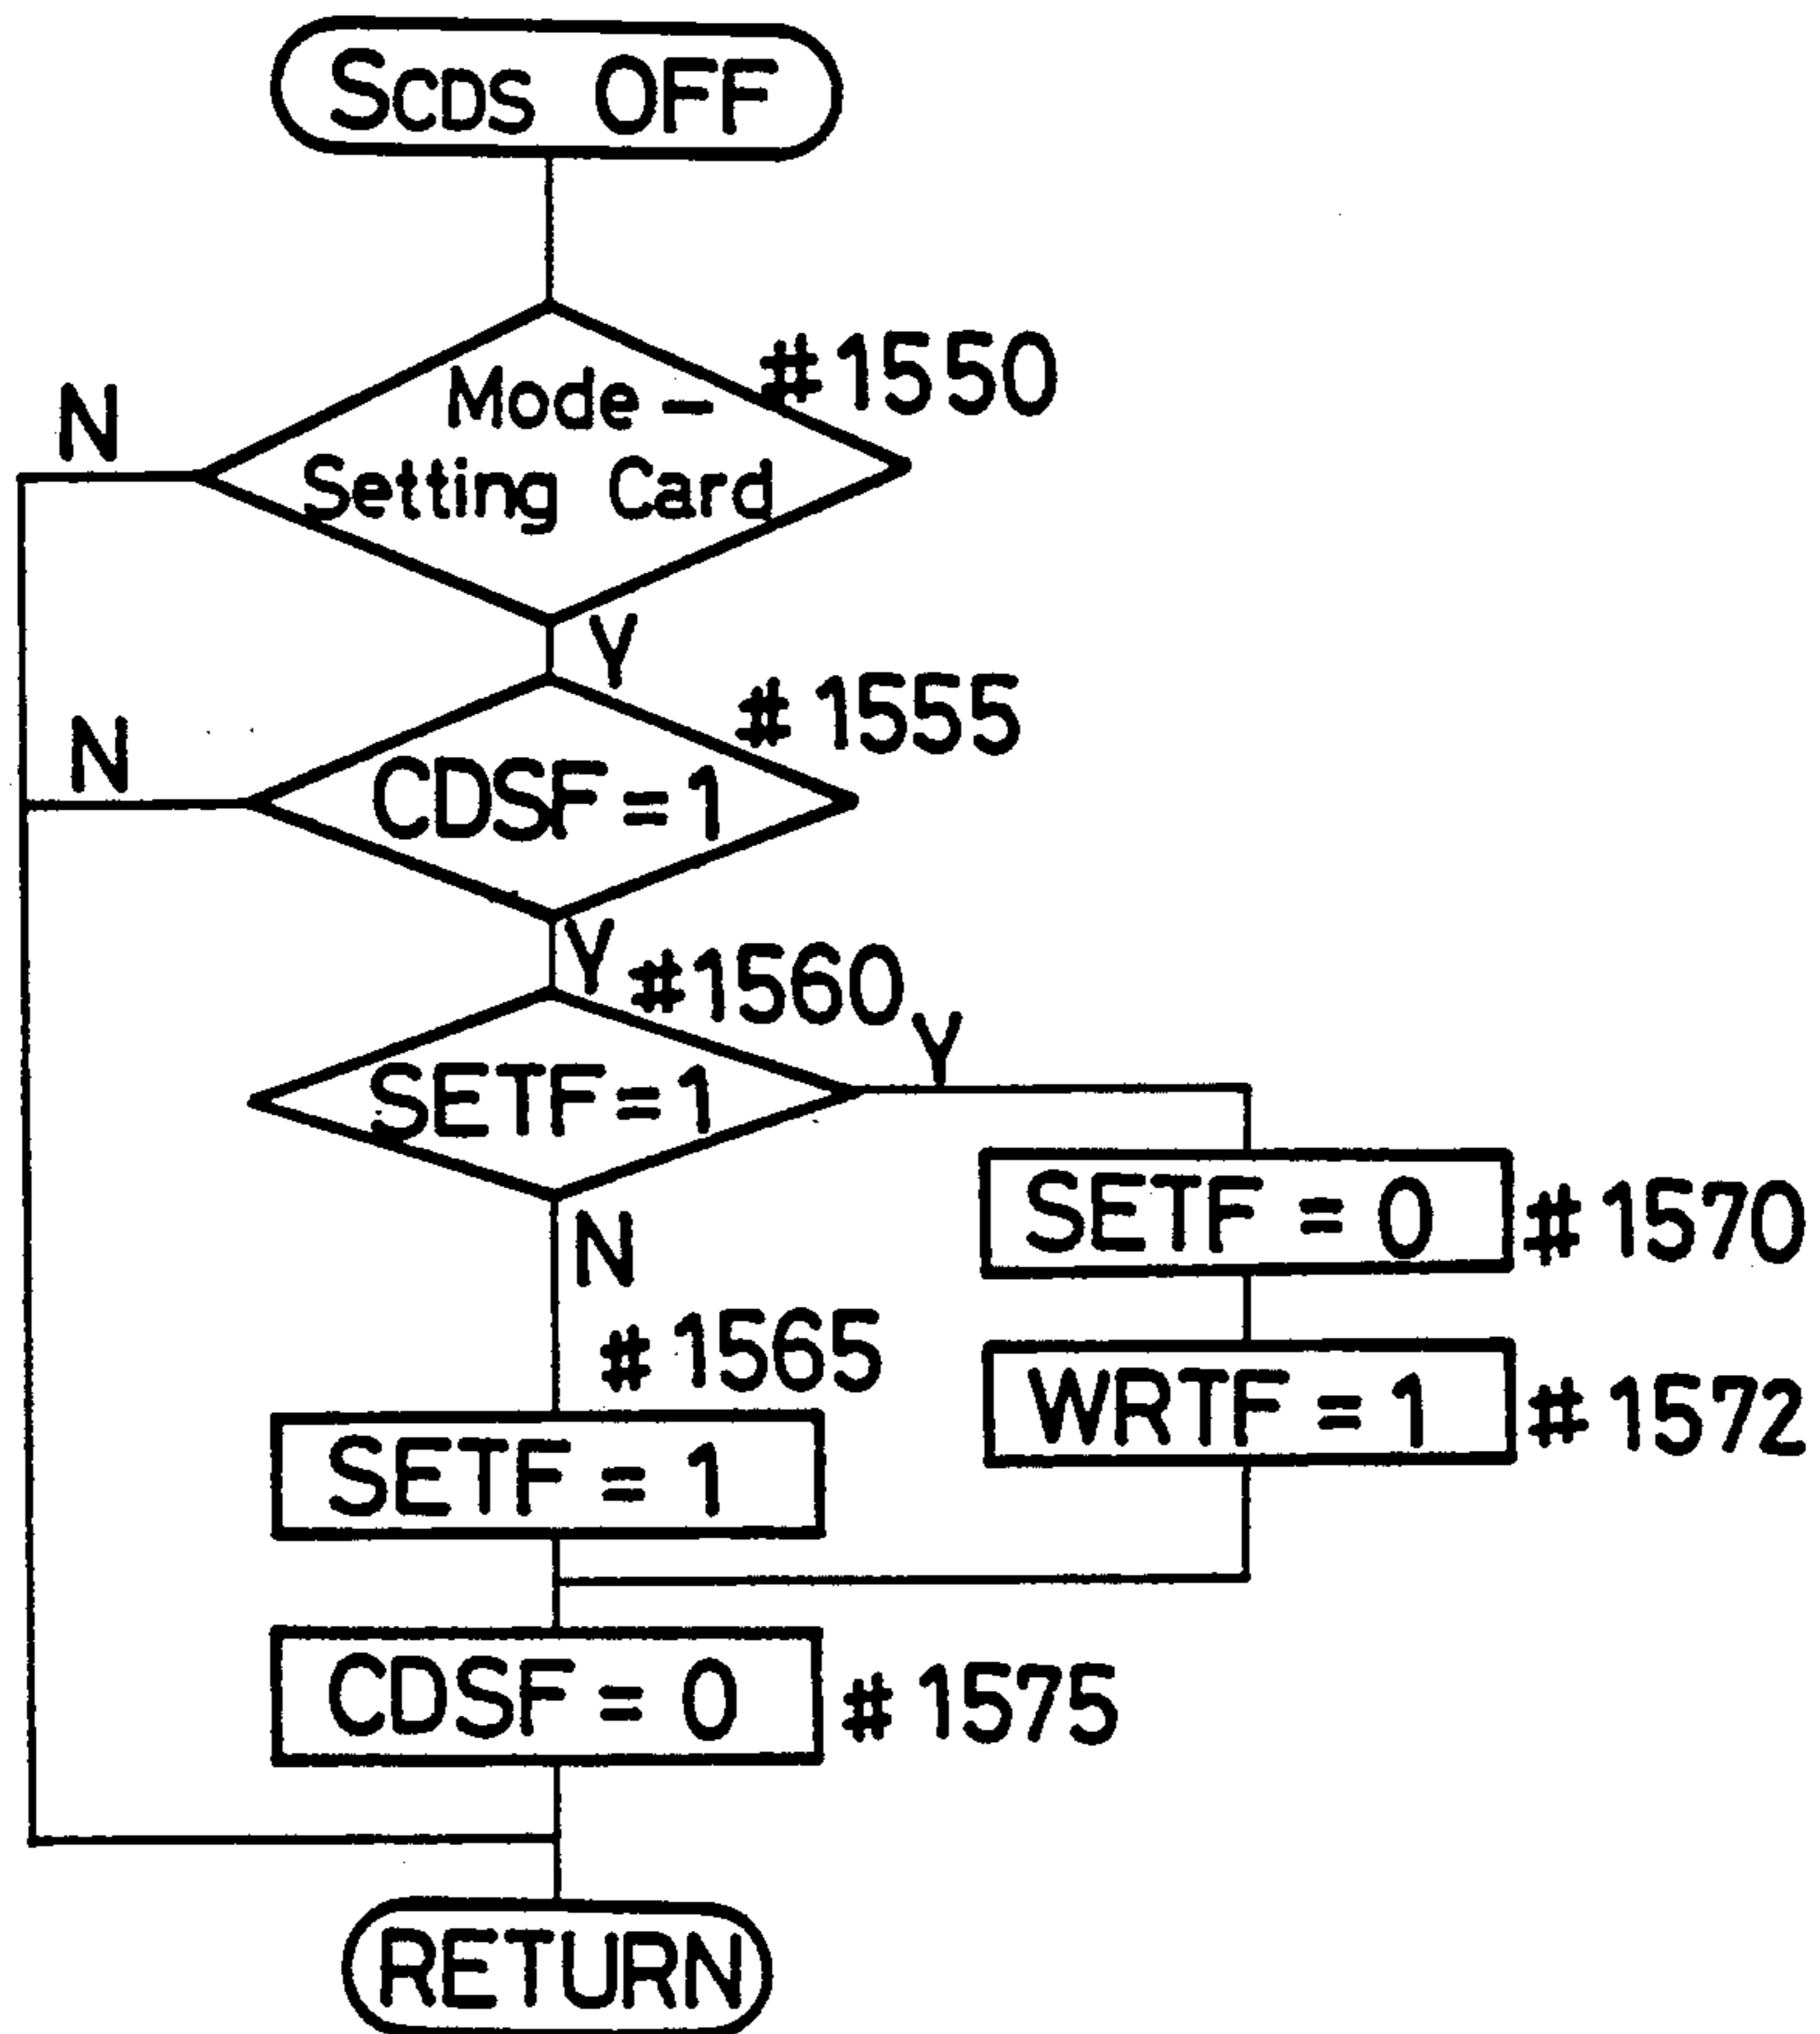 SCDS OFF
#1550
Mode-
Setting Card
N
Y
#1555
N
CDSF=1
Y
#1560
Y
SETF=1
N
SETF=0
#1570
#1565
WRTF=1
#1572
SETF=1
CDSF=0
#1575
RETURN